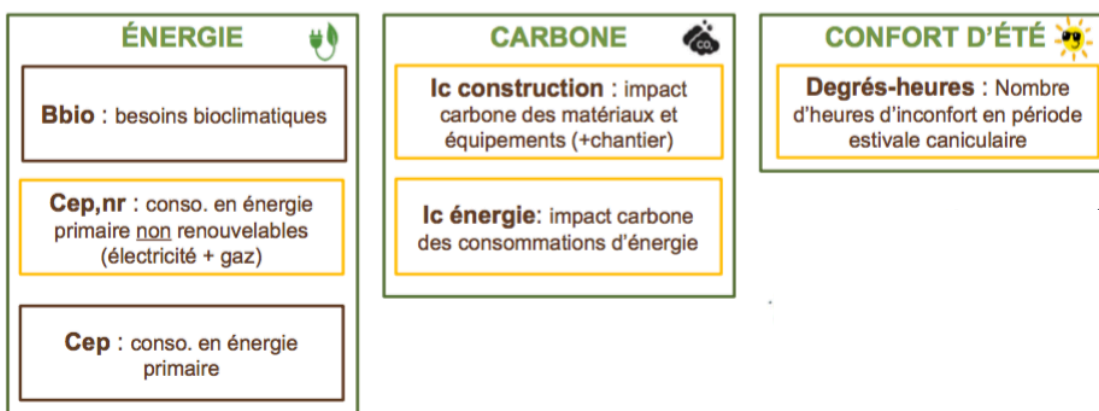 ÉNERGIE
Bbio : besoins bioclimatiques
Cep,nr : conso. en énergie
primaire non renouvelables
(électricité + gaz)
Cep : conso. en énergie
primaire
CARBONE
CO₂
Ic construction : impact
carbone des matériaux et
équipements (+chantier)
Ic énergie: impact carbone
des consommations d'énergie
CONFORT D'ÉTÉ
Degrés-heures : Nombre
d'heures d'inconfort en période
estivale caniculaire